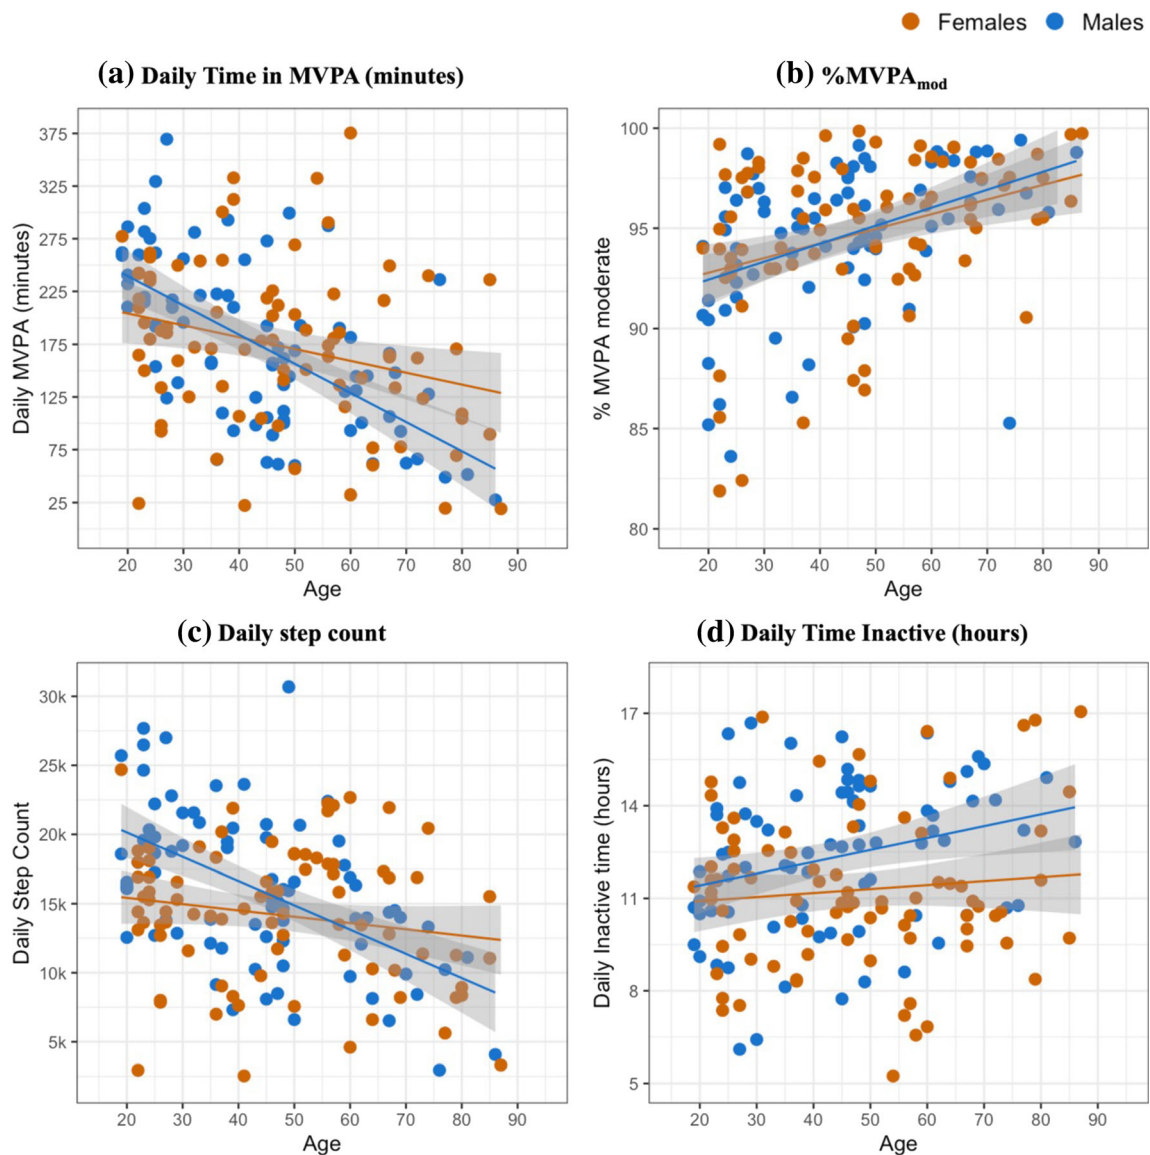 Females Males
(a) Daily Time in MVPA (minutes)
(b) %MVPAmod
375
325
275
225
175
125
75
25
Daily MVPA (minutes)
20 30 40 50 60 70 80 90
Age
100
95
90
85
80
% MVPA moderate
20 30 40 50 60 70 80 90
Age
(c) Daily step count
(d) Daily Time Inactive (hours)
30k
25k
20k
15k
10k
5k
Daily Step Count
20 30 40 50 60 70 80 90
Age
17
14
11
8
5
Daily Inactive time (hours)
20 30 40 50 60 70 80 90
Age